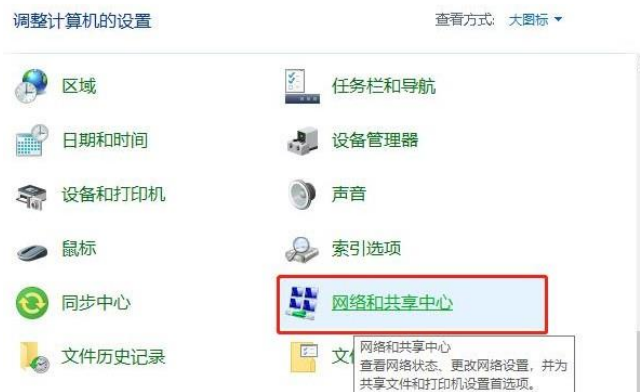 调整计算机的设置
查看方式: 大图标
区域
任务栏和导航
日期和时间
设备管理器
设备和打印机
声音
鼠标
索引选项
同步中心
网络和共享中心
文件历史记录
文
网络和共享中心
查看网络状态、更改网络设置，并为
共享文件和打印机设置首选项。